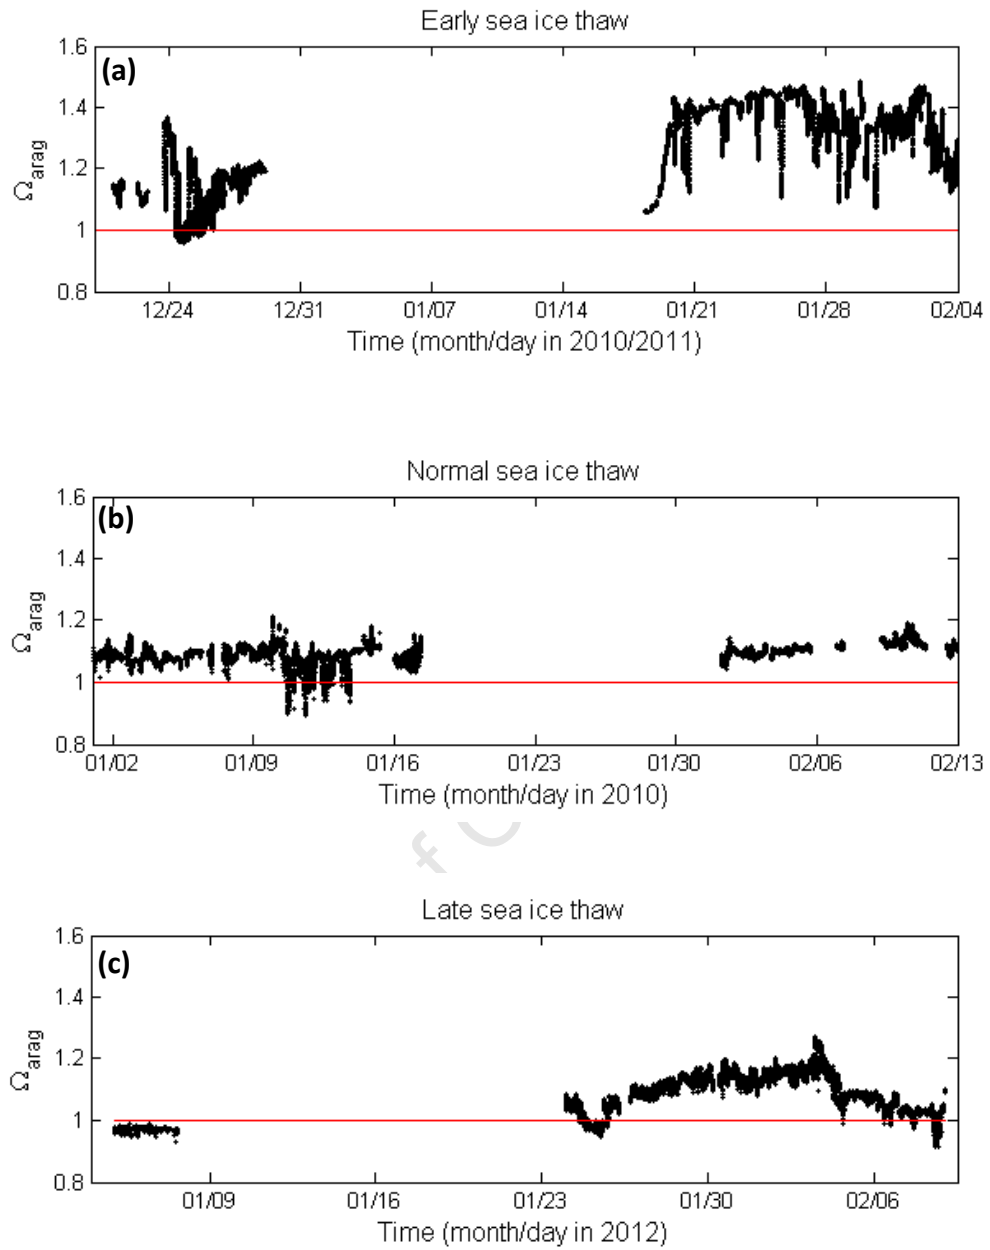 Early sea ice thaw
(a)
1.6
1.4
1.2
1
0.8
Ωarag
12/24 12/31 01/07 01/14 01/21 01/28 02/04
Time (month/day in 2010/2011)
Normal sea ice thaw
(b)
1.6
1.4
1.2
1
0.8
Ωarag
01/02 01/09 01/16 01/23 01/30 02/06 02/13
Time (month/day in 2010)
f C
Late sea ice thaw
(c)
1.6
1.4
1.2
1
0.8
Ωarag
01/09 01/16 01/23 01/30 02/06
Time (month/day in 2012)